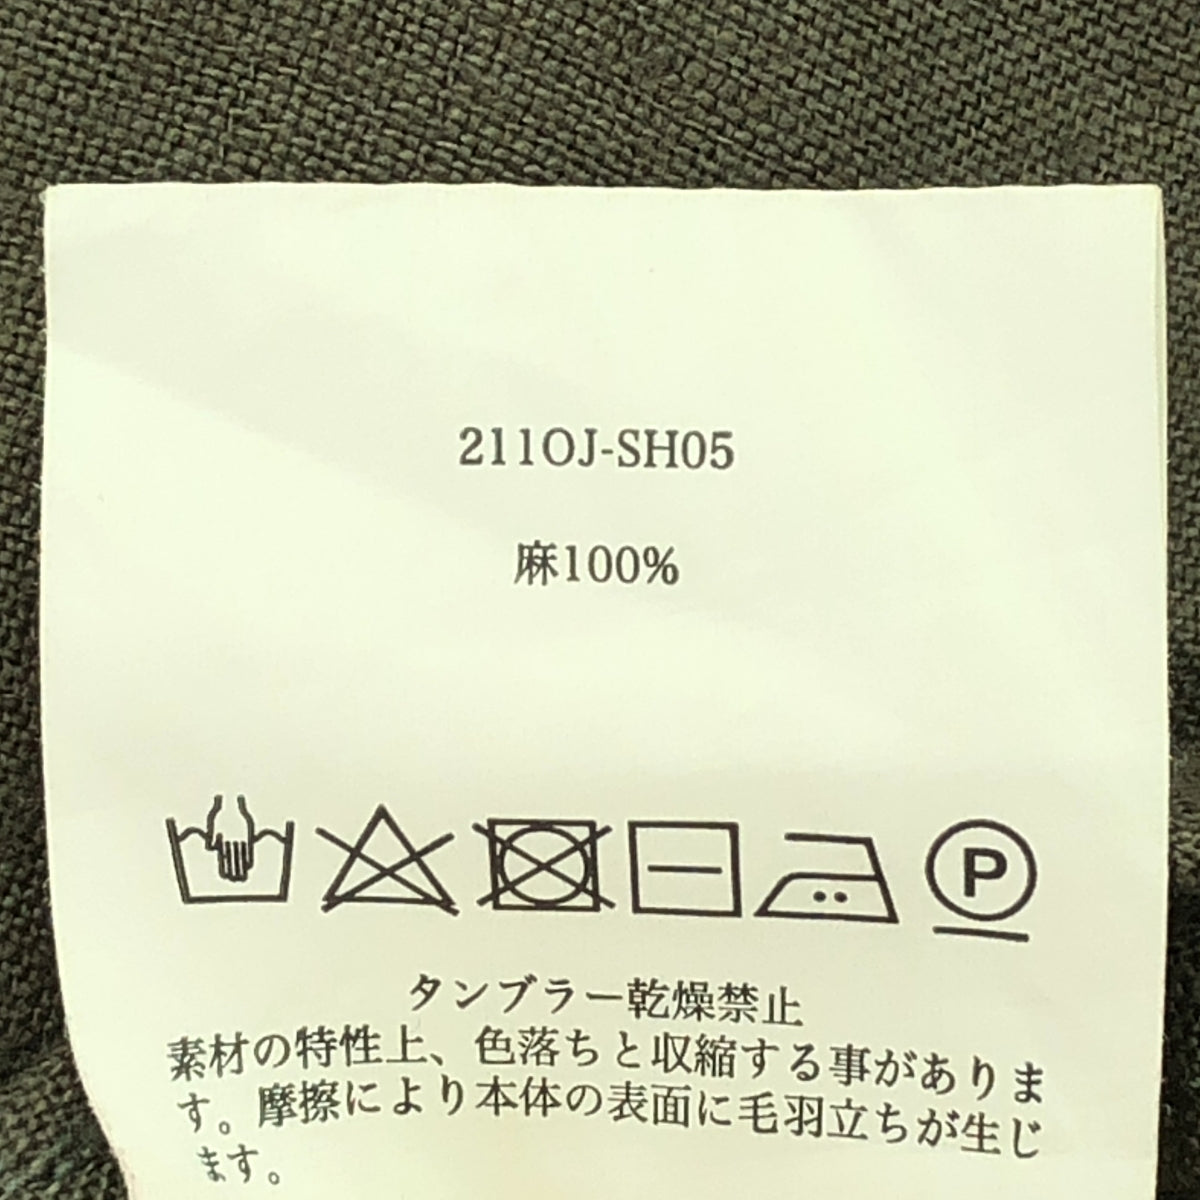 211OJ-SH05
麻100%
P
タンブラー乾燥禁止
素材の特性上、色落ちと収縮する事がありま
す。摩擦により本体の表面に毛羽立ちが生じ
ます。